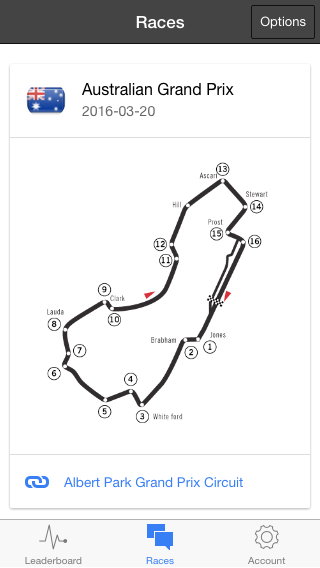 Races
Options
Australian Grand Prix
2016-03-20
13
Ascari
Stewart
14
Hill
Prost
15
16
12
11
9
Clark
10
Lauda
8
7
6
Jones
1
Brabham
2
4
5
3
White ford
Albert Park Grand Prix Circuit
Leaderboard
Races
Account